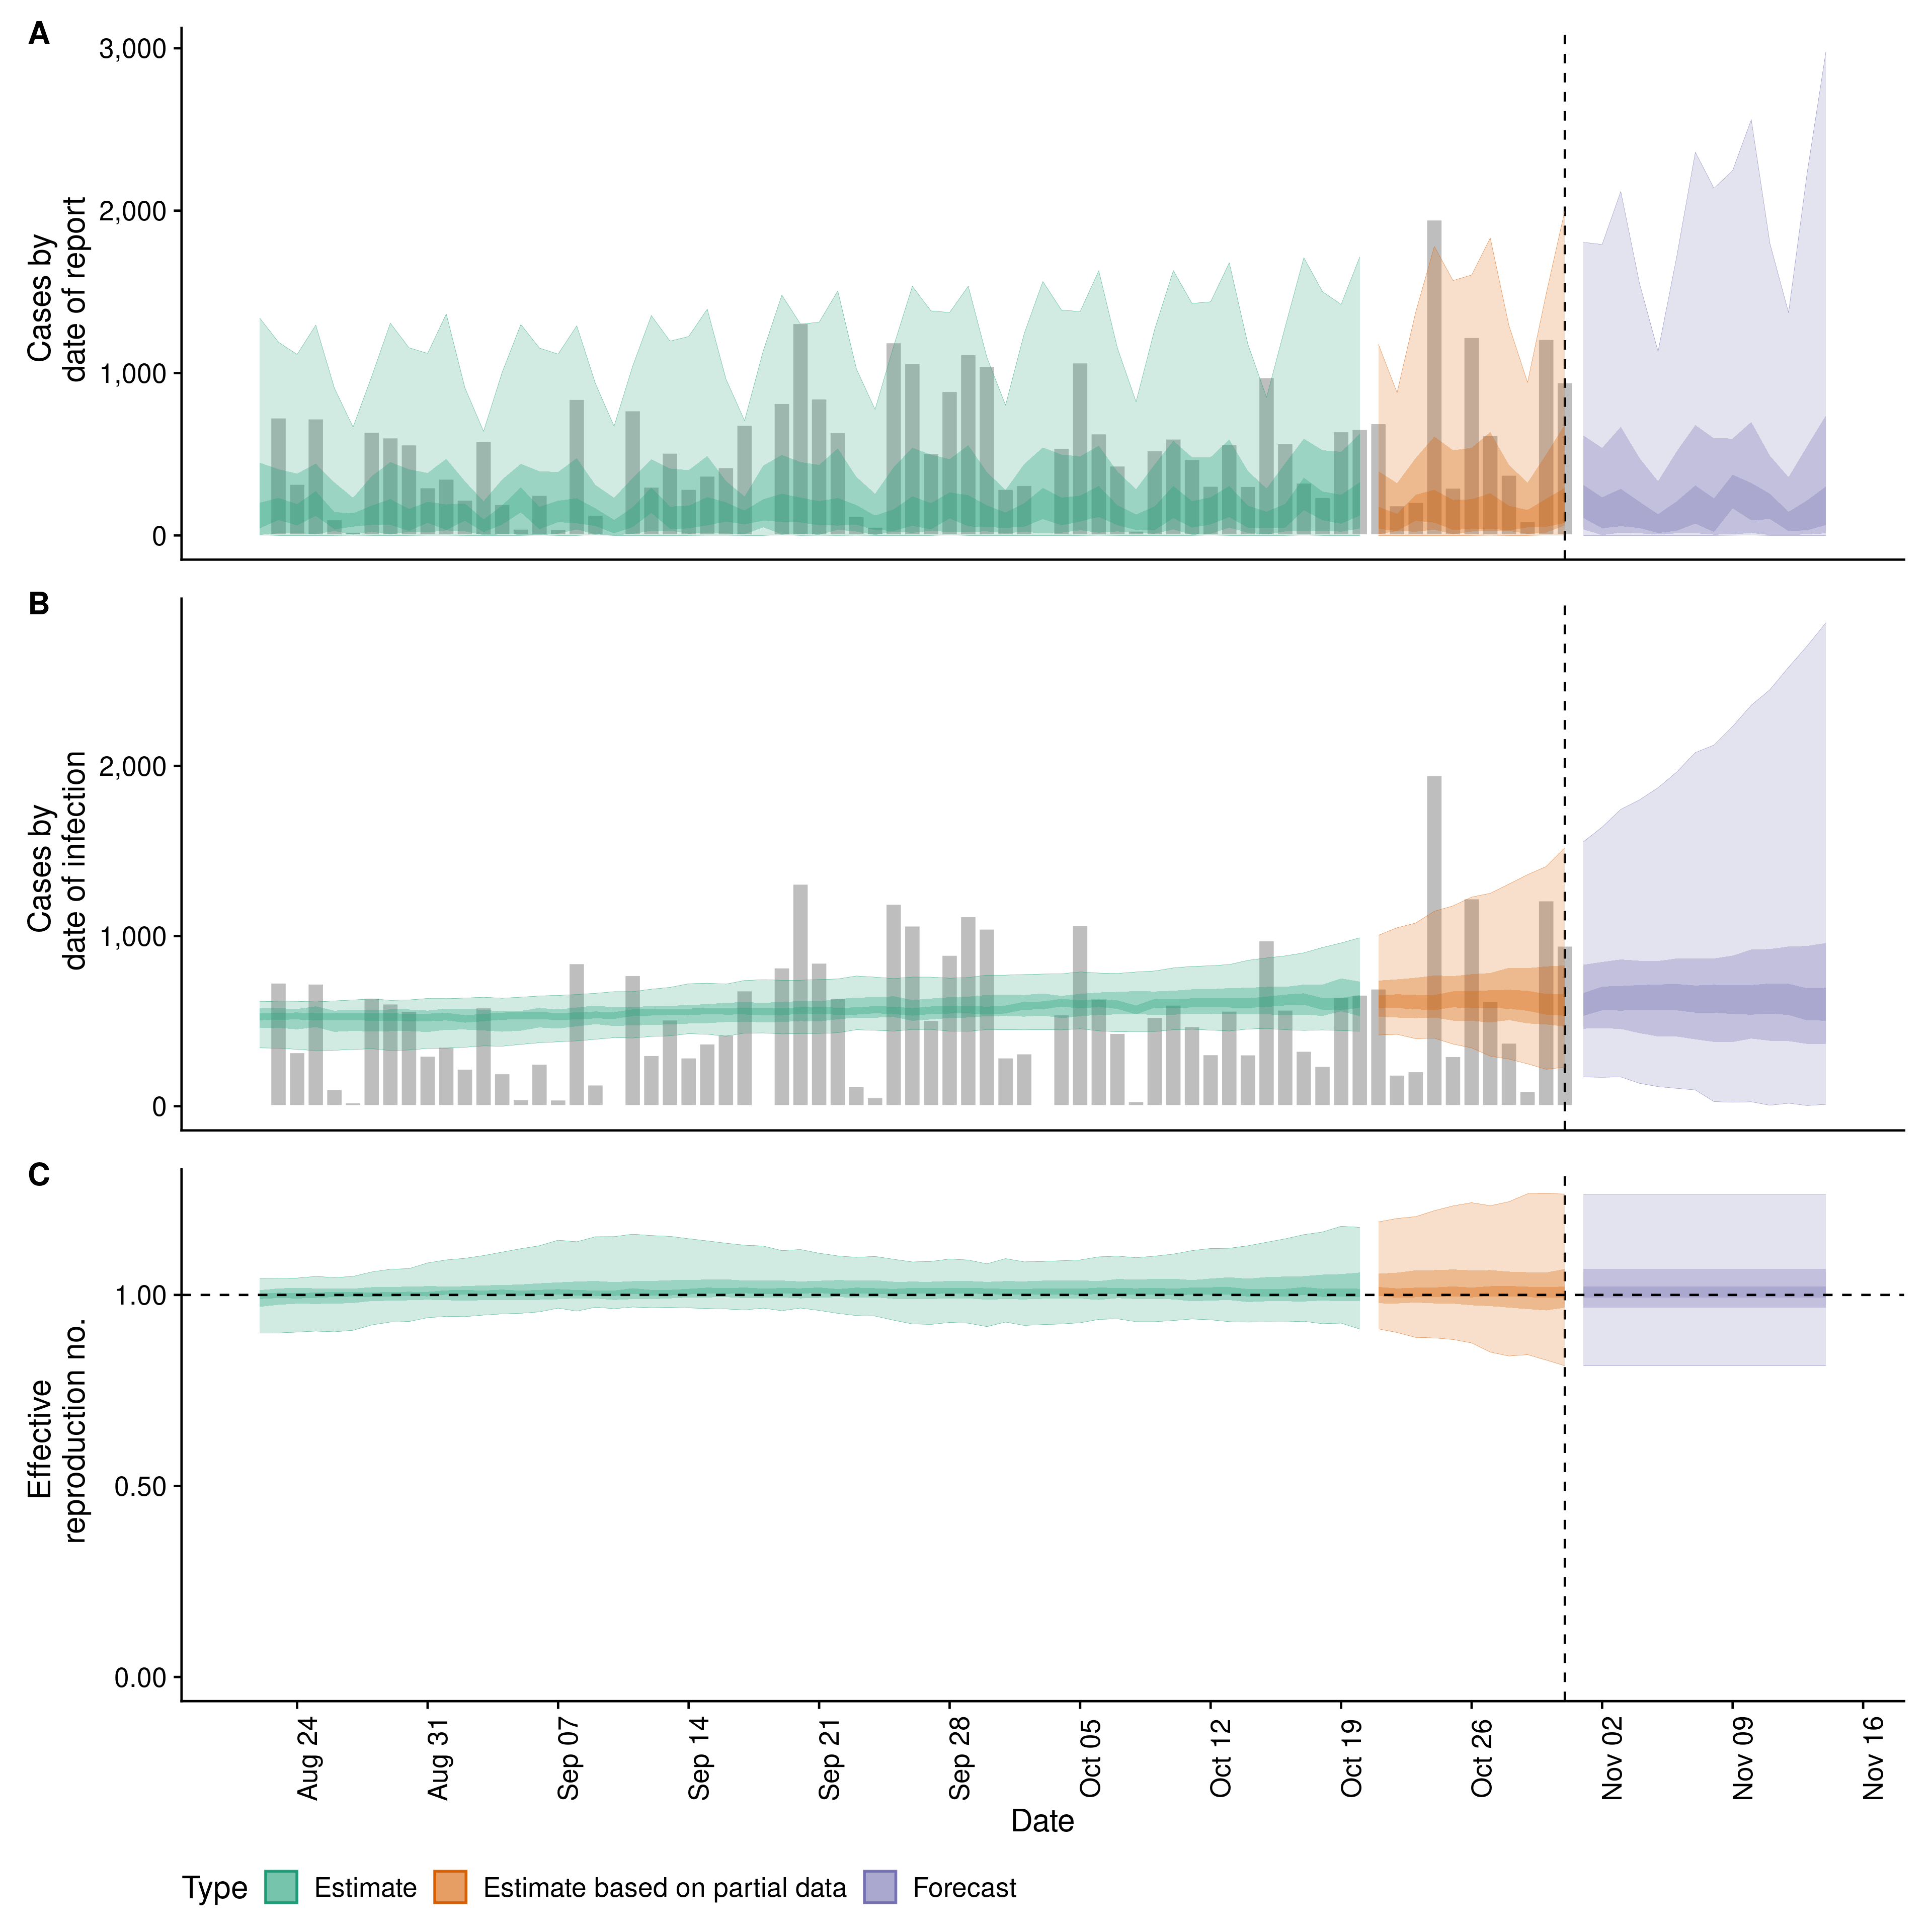 A
Cases by
date of report
3,000
2,000
1,000
0
B
Cases by
date of infection
2,000
1,000
0
C
Effective
reproduction no.
1.00
0.50
0.00
Aug 24
Aug 31
Sep 07
Sep 14
Sep 21
Sep 28
Oct 05
Oct 12
Oct 19
Oct 26
Nov 02
Nov 09
Nov 16
Date
Type Estimate Estimate based on partial data Forecast